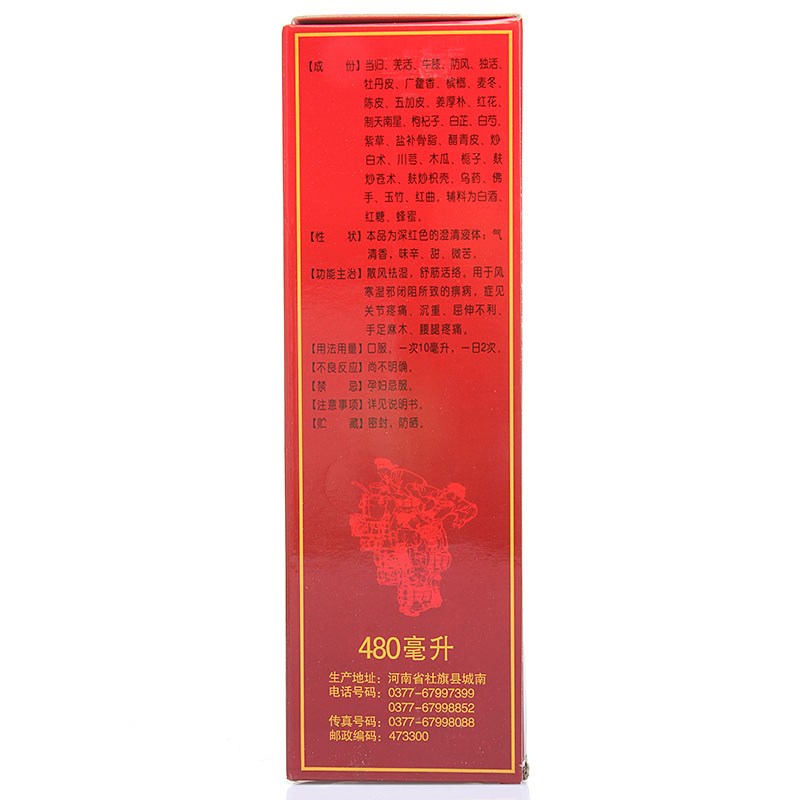 【成 份】当归、羌活、牛膝、防风、独活、
牡丹皮、广藿香、槟榔、麦冬、
陈皮、五加皮、姜厚朴、红花、
制天南星、枸杞子、白芷、白芍、
紫草、盐补骨脂、醋青皮、炒
白术、川芎、木瓜、栀子、麸
炒苍术、麸炒枳壳、乌药、佛
手、玉竹、红曲。辅料为白酒、
红糖、蜂蜜。
【性 状】本品为深红色的澄清液体；气
清香，味辛、甜、微苦。
【功能主治】散风祛湿，舒筋活络。用于风
寒湿邪闭阻所致的痹病，症见
关节疼痛、沉重、屈伸不利、
手足麻木、腰腿疼痛。
【用法用量】口服。一次10毫升，一日2次。
【不良反应】尚不明确。
【禁 忌】孕妇忌服。
【注意事项】详见说明书。
【贮 藏】密封、防晒。
480毫升
生产地址：河南省社旗县城南
电话号码：0377-67997399
0377-67998852
传真号码：0377-67998088
邮政编码：473300